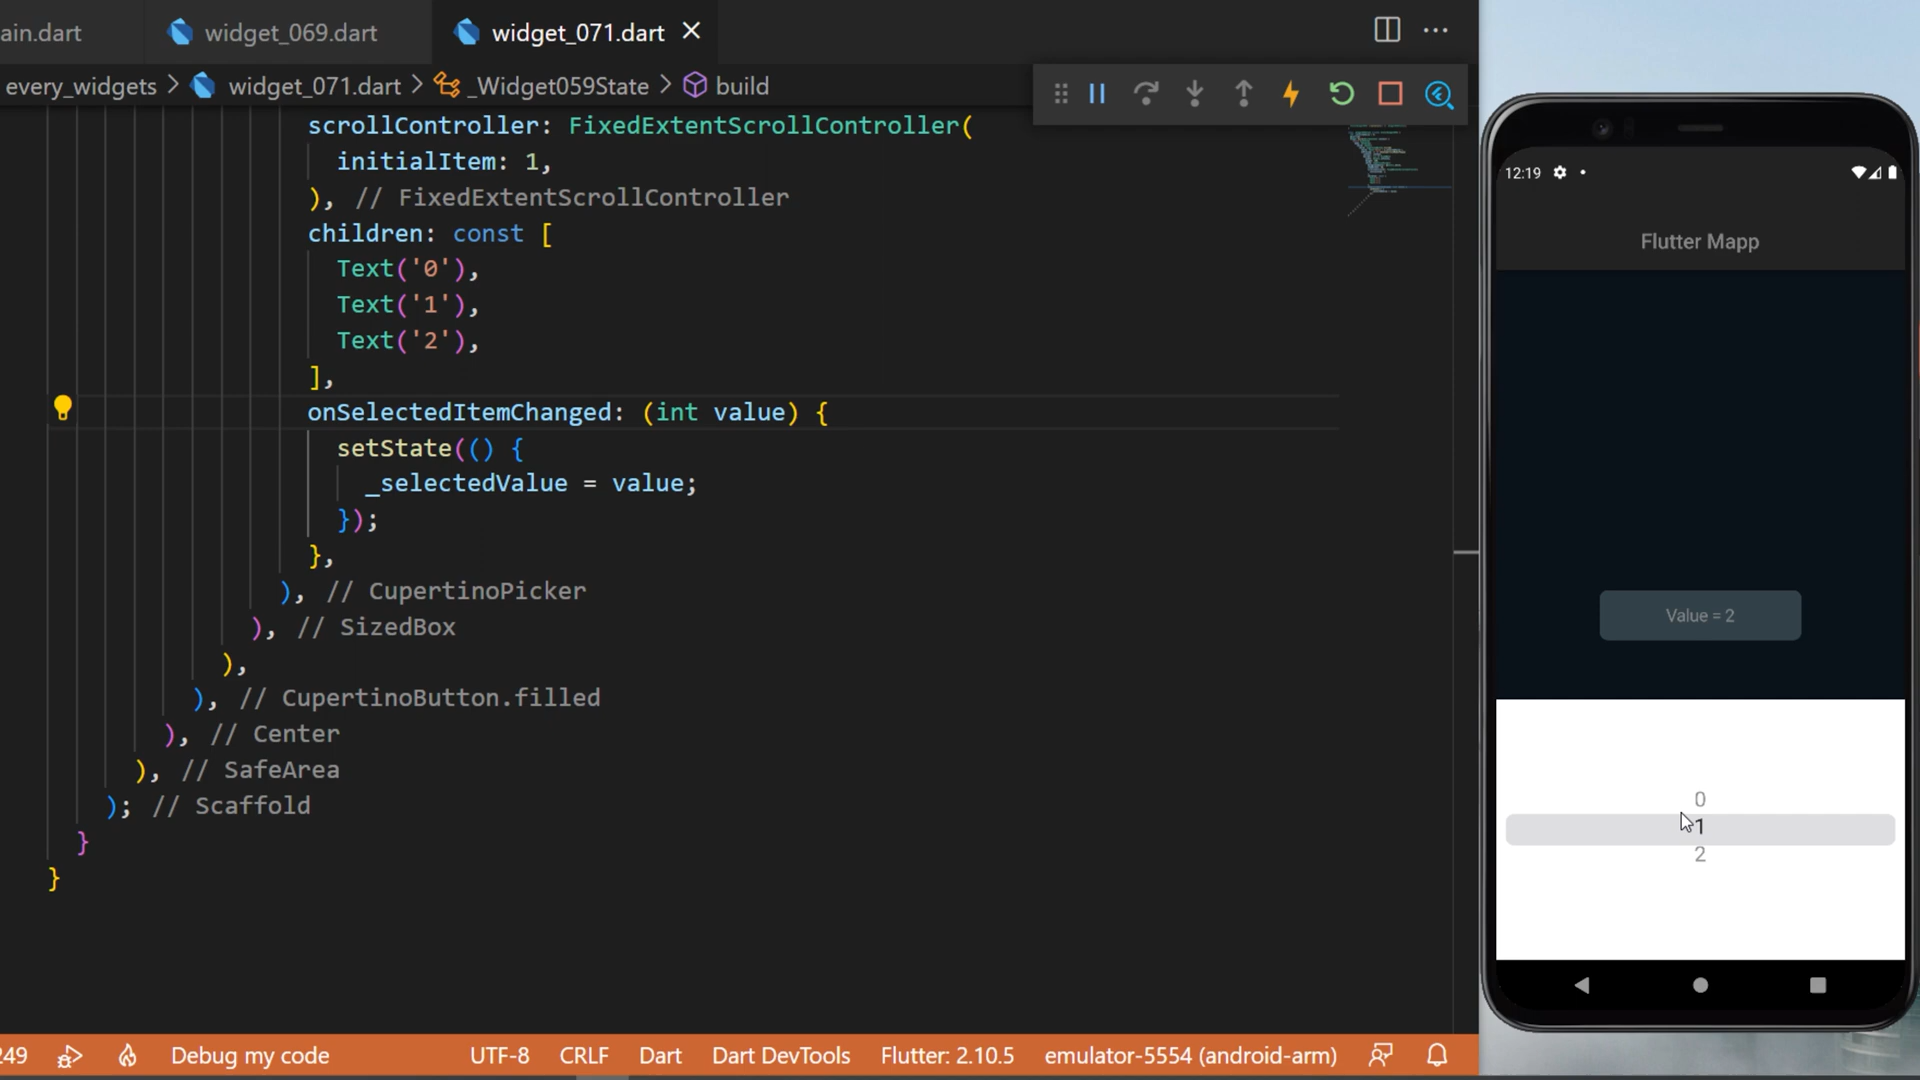 ain.dart widget_069.dart widget_071.dart
every_widgets > widget_071.dart > _Widget059State > build
scrollController: FixedExtentScrollController(
initialItem: 1,
), // FixedExtentScrollController
children: const [
Text('0'),
Text('1'),
Text('2'),
],
onSelectedItemChanged: (int value) {
setState(() {
_selectedValue = value;
});
},
), // CupertinoPicker
), // SizedBox
),
), // CupertinoButton.filled
), // Center
), // SafeArea
); // Scaffold
}
}
249 Debug my code UTF-8 CRLF Dart Dart DevTools Flutter: 2.10.5 emulator-5554 (android-arm)
12:19
Flutter Mapp
Value = 2
0
1
2